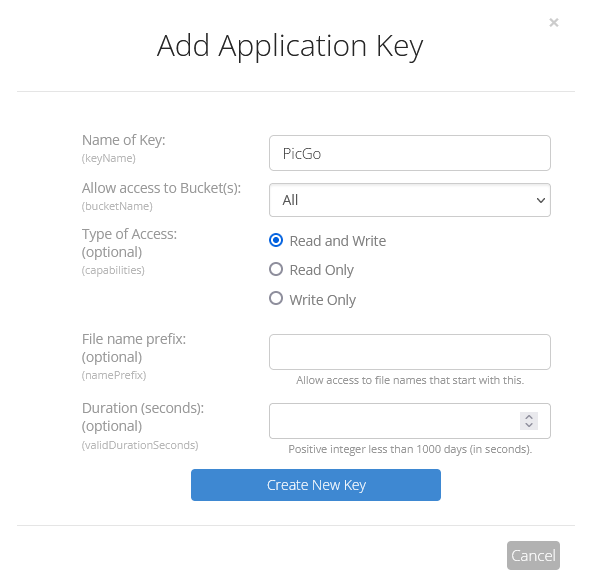 ×
Add Application Key
Name of Key:
(keyName)
PicGo
Allow access to Bucket(s):
(bucketName)
All
Type of Access:
(optional)
(capabilities)
Read and Write
Read Only
Write Only
File name prefix:
(optional)
(namePrefix)
Allow access to file names that start with this.
Duration (seconds):
(optional)
(validDurationSeconds)
Positive integer less than 1000 days (in seconds).
Create New Key
Cancel